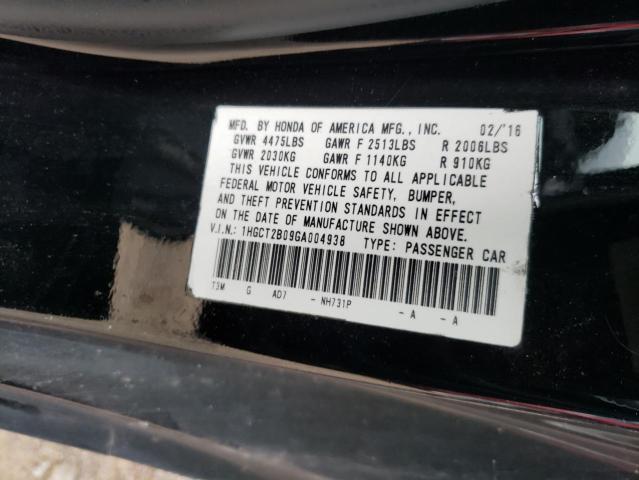 MFD. BY HONDA OF AMERICA MFG., INC. 02/'16
GVWR 4475LBS GAWR F 2513LBS R 2006LBS
GVWR 2030KG GAWR F 1140KG R 910KG
THIS VEHICLE CONFORMS TO ALL APPLICABLE
FEDERAL MOTOR VEHICLE SAFETY, BUMPER,
AND THEFT PREVENTION STANDARDS IN EFFECT
ON THE DATE OF MANUFACTURE SHOWN ABOVE.
V.I.N.: 1HGCT2B09GA004938 TYPE: PASSENGER CAR
T3M G AD7 - NH731P - A - A